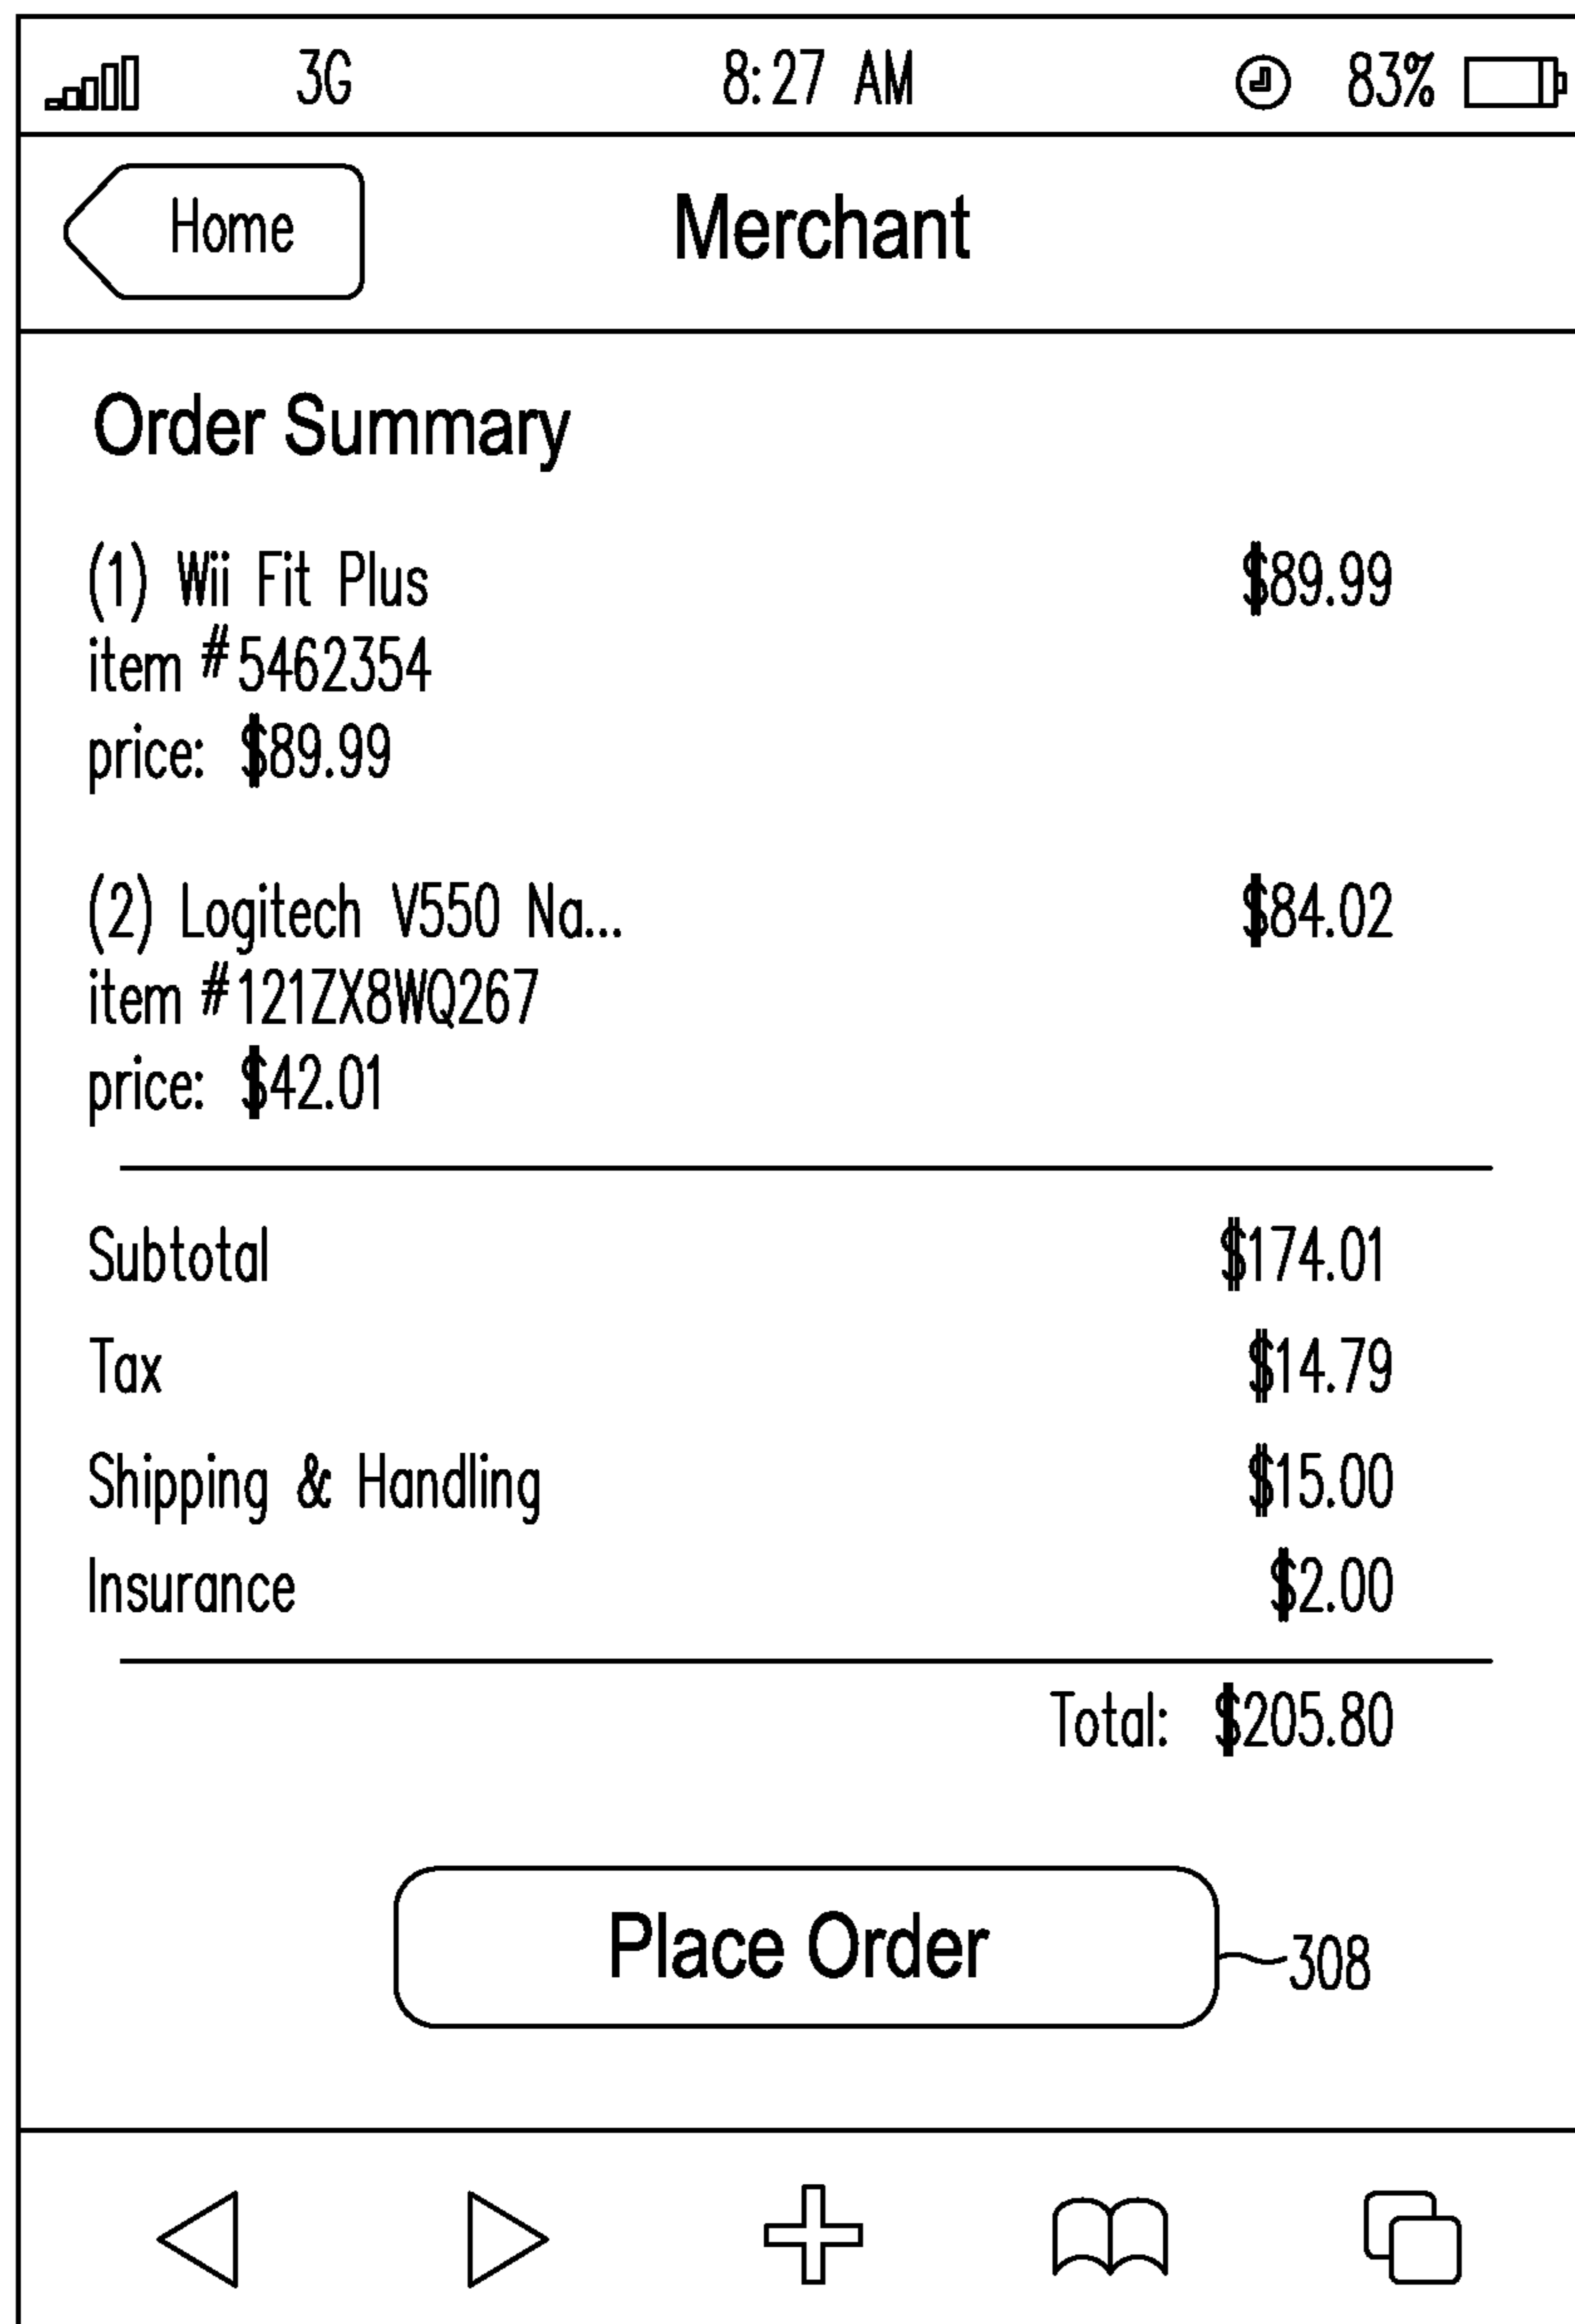 3G 8:27 AM 83%
Home Merchant
Order Summary
(1) Wii Fit Plus $89.99
item #5462354
price: $89.99
(2) Logitech V550 Na... $84.02
item #121ZX8WQ267
price: $42.01
Subtotal $174.01
Tax $14.79
Shipping & Handling $15.00
Insurance $2.00
Total: $205.80
Place Order 308